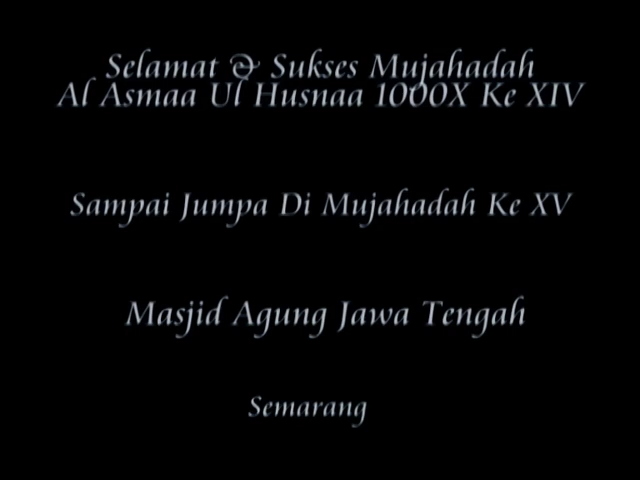 Selamat & Sukses Mujahadah
Al Asmaa Ul Husnaa 1000X Ke XIV
Sampai Jumpa Di Mujahadah Ke XV
Masjid Agung Jawa Tengah
Semarang